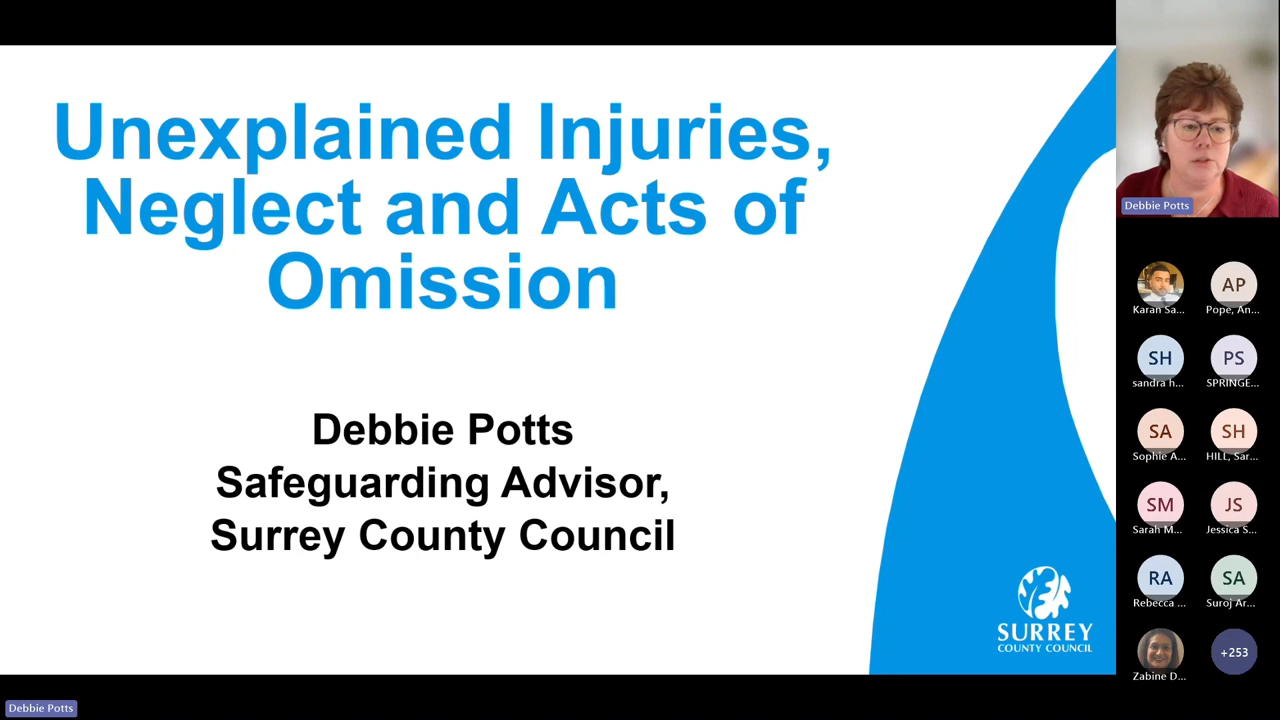 Unexplained Injuries,
Neglect and Acts of
Omission
Debbie Potts
Safeguarding Advisor,
Surrey County Council
SURREY
COUNTY COUNCIL
Debbie Potts
Karan Sa...
AP
Pope, An...
SH
sandra h...
PS
SPRINGE...
SA
Sophie A...
SH
HILL, Sar...
SM
Sarah M...
JS
Jessica S...
RA
Rebecca ...
SA
Suroj Ar...
Zabine D...
+253
Debbie Potts